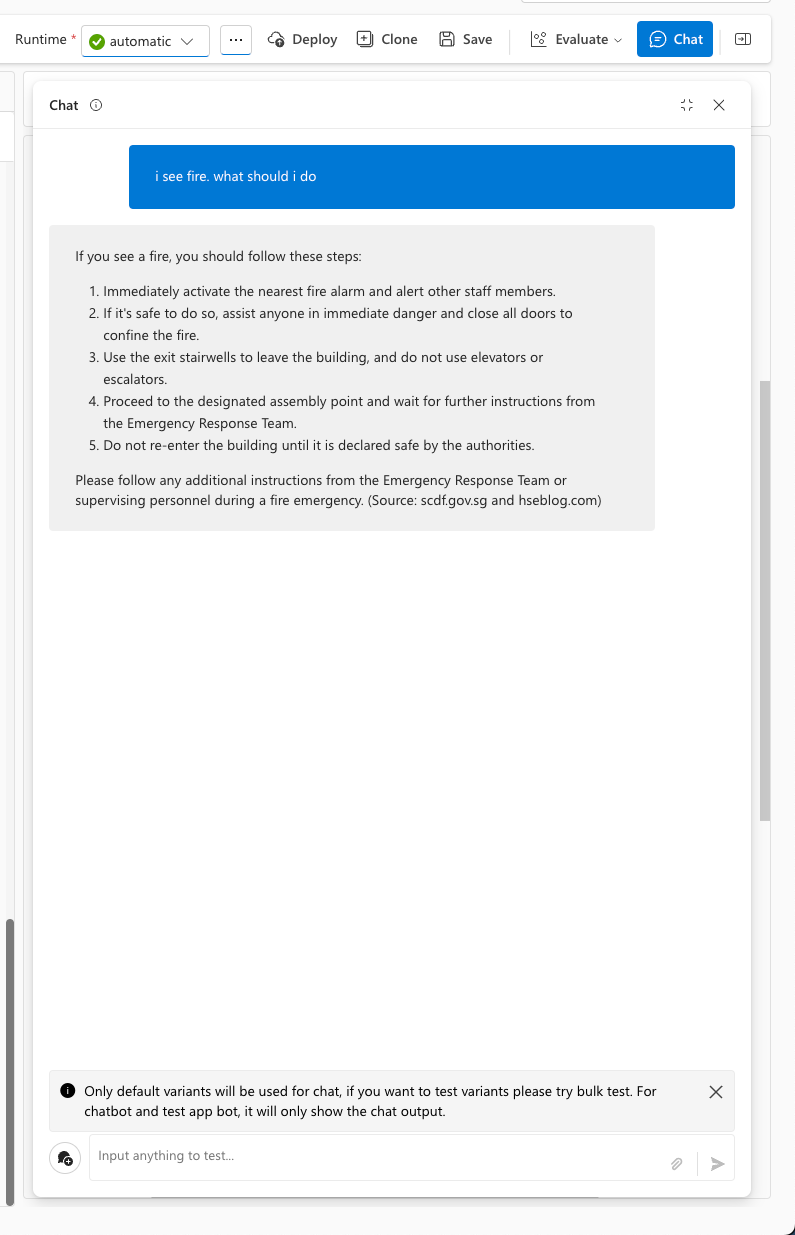 Runtime * automatic ... Deploy Clone Save Evaluate Chat
Chat
i see fire. what should i do
If you see a fire, you should follow these steps:
1. Immediately activate the nearest fire alarm and alert other staff members.
2. If it's safe to do so, assist anyone in immediate danger and close all doors to
confine the fire.
3. Use the exit stairwells to leave the building, and do not use elevators or
escalators.
4. Proceed to the designated assembly point and wait for further instructions from
the Emergency Response Team.
5. Do not re-enter the building until it is declared safe by the authorities.
Please follow any additional instructions from the Emergency Response Team or
supervising personnel during a fire emergency. (Source: scdf.gov.sg and hseblog.com)
Only default variants will be used for chat, if you want to test variants please try bulk test. For
chatbot and test app bot, it will only show the chat output.
Input anything to test...